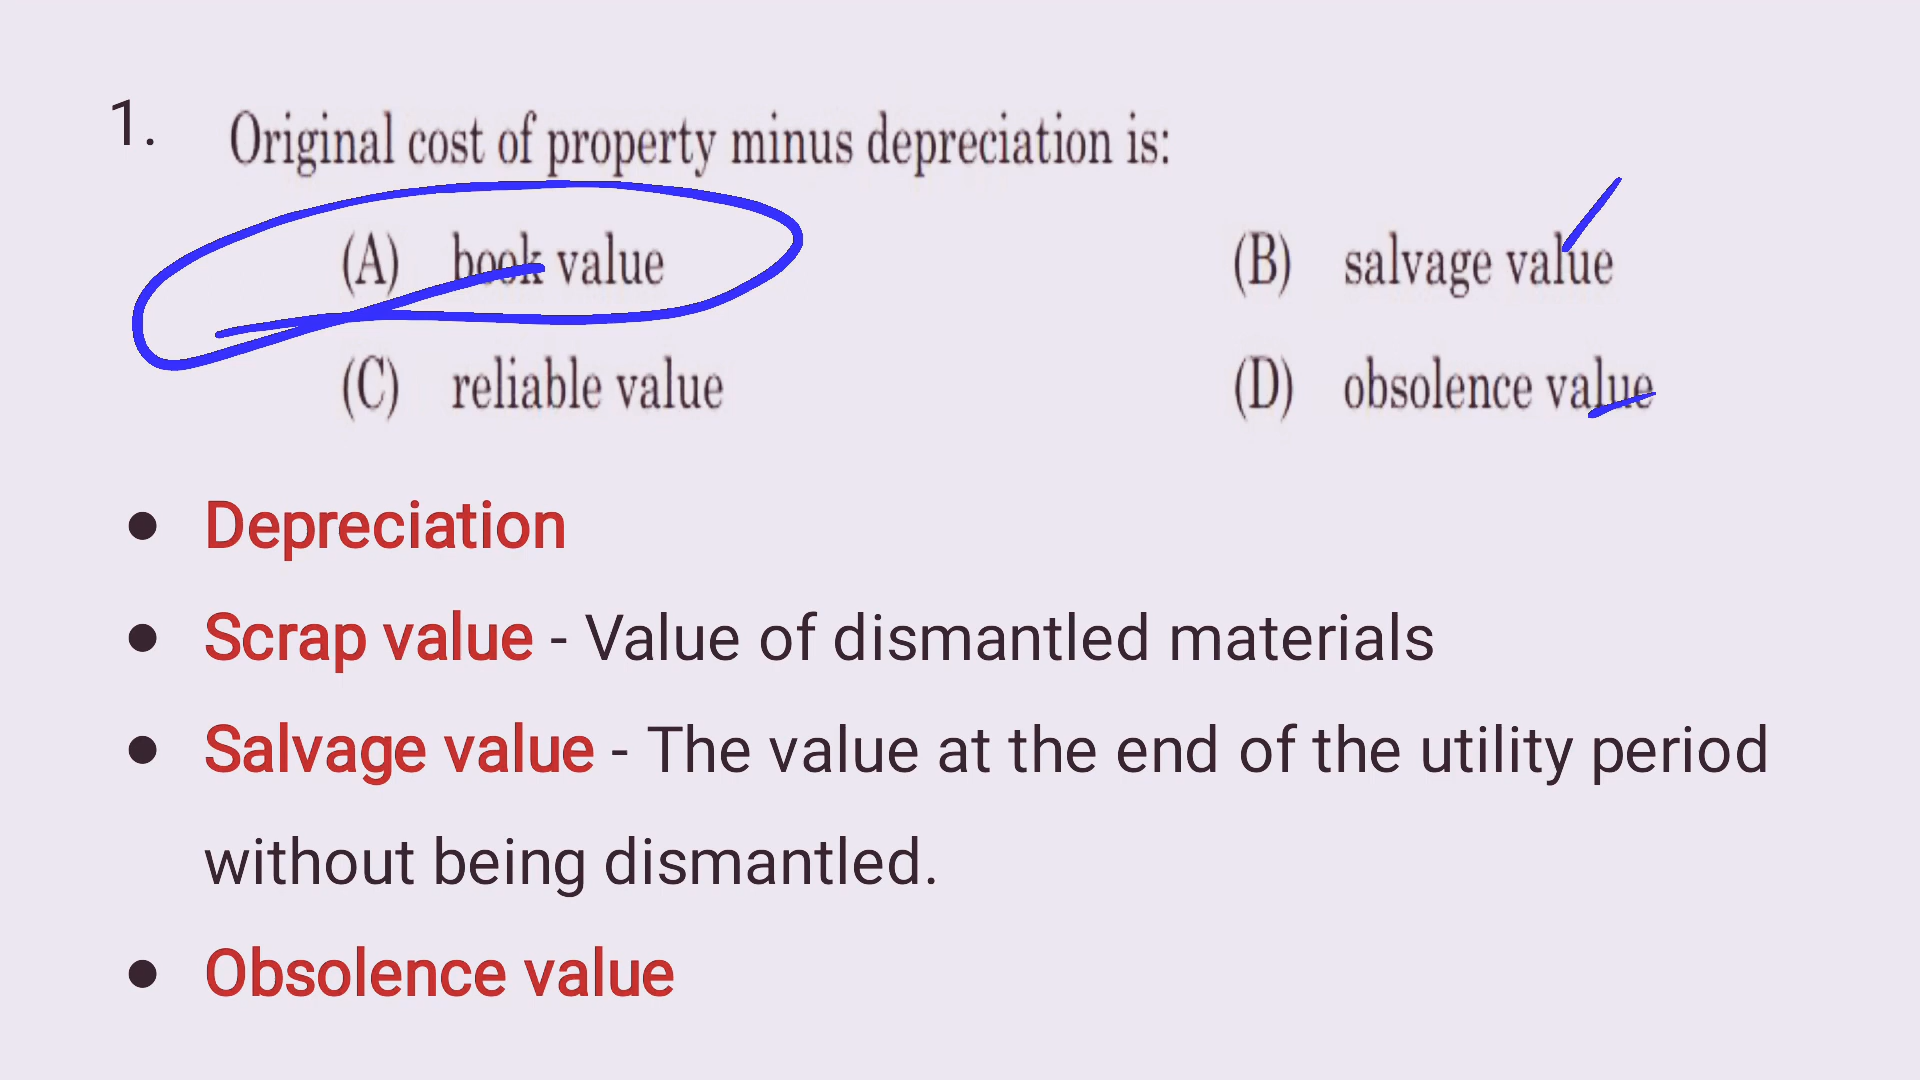 1. Original cost of property minus depreciation is:
(A) book value (B) salvage value
(C) reliable value (D) obsolence value
● Depreciation
● Scrap value - Value of dismantled materials
● Salvage value - The value at the end of the utility period
without being dismantled.
● Obsolence value